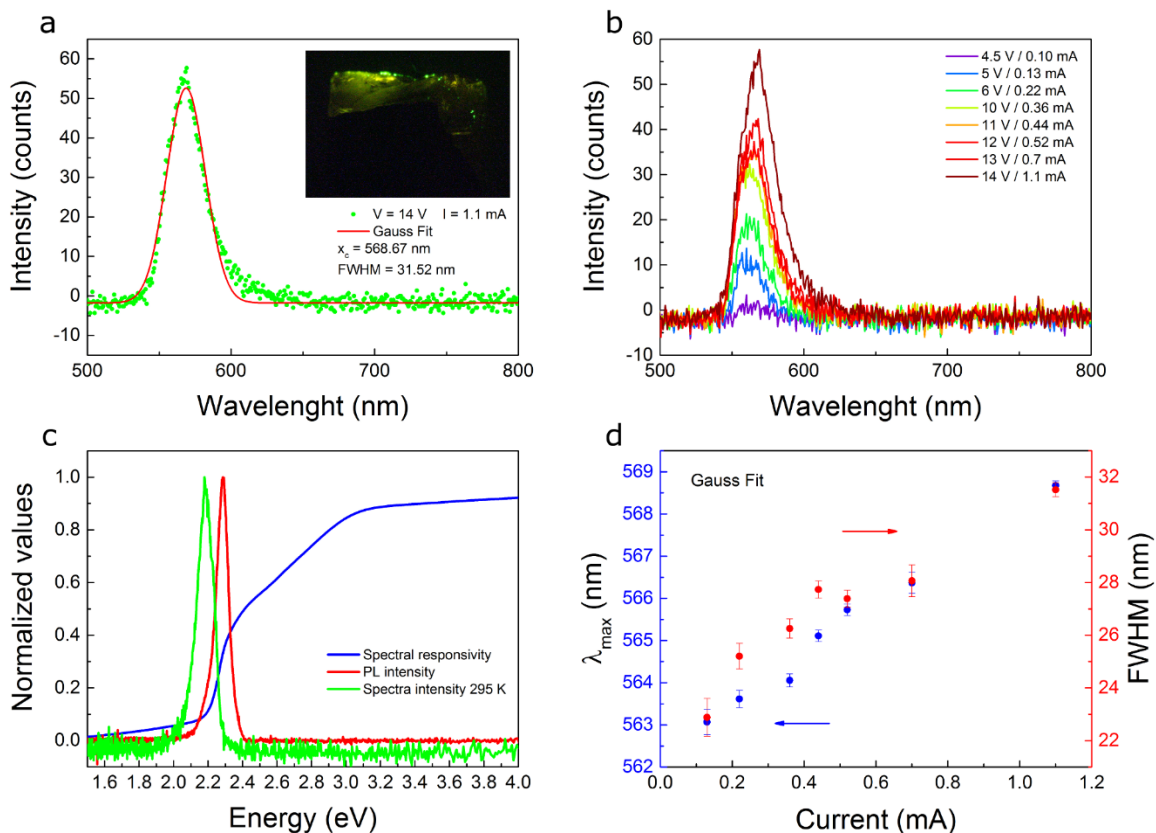 a
60
50
40
30
20
10
0
-10
500
600
700
800
Intensity (counts)
Wavelenght (nm)
V = 14 V I = 1.1 mA
Gauss Fit
x_c = 568.67 nm
FWHM = 31.52 nm
b
60
50
40
30
20
10
0
-10
500
550
600
650
700
750
800
Intensity (counts)
Wavelenght (nm)
4.5 V / 0.10 mA
5 V / 0.13 mA
6 V / 0.22 mA
10 V / 0.36 mA
11 V / 0.44 mA
12 V / 0.52 mA
13 V / 0.7 mA
14 V / 1.1 mA
c
1.0
0.8
0.6
0.4
0.2
0.0
1.6
1.8
2.0
2.2
2.4
2.6
2.8
3.0
3.2
3.4
3.6
3.8
4.0
Normalized values
Energy (eV)
Spectral responsivity
PL intensity
Spectra intensity 295 K
d
569
568
567
566
565
564
563
562
λmax (nm)
Gauss Fit
32
31
30
29
28
26
25
24
23
22
FWHM (nm)
0.0
0.2
0.4
0.6
0.8
1.0
1.2
Current (mA)